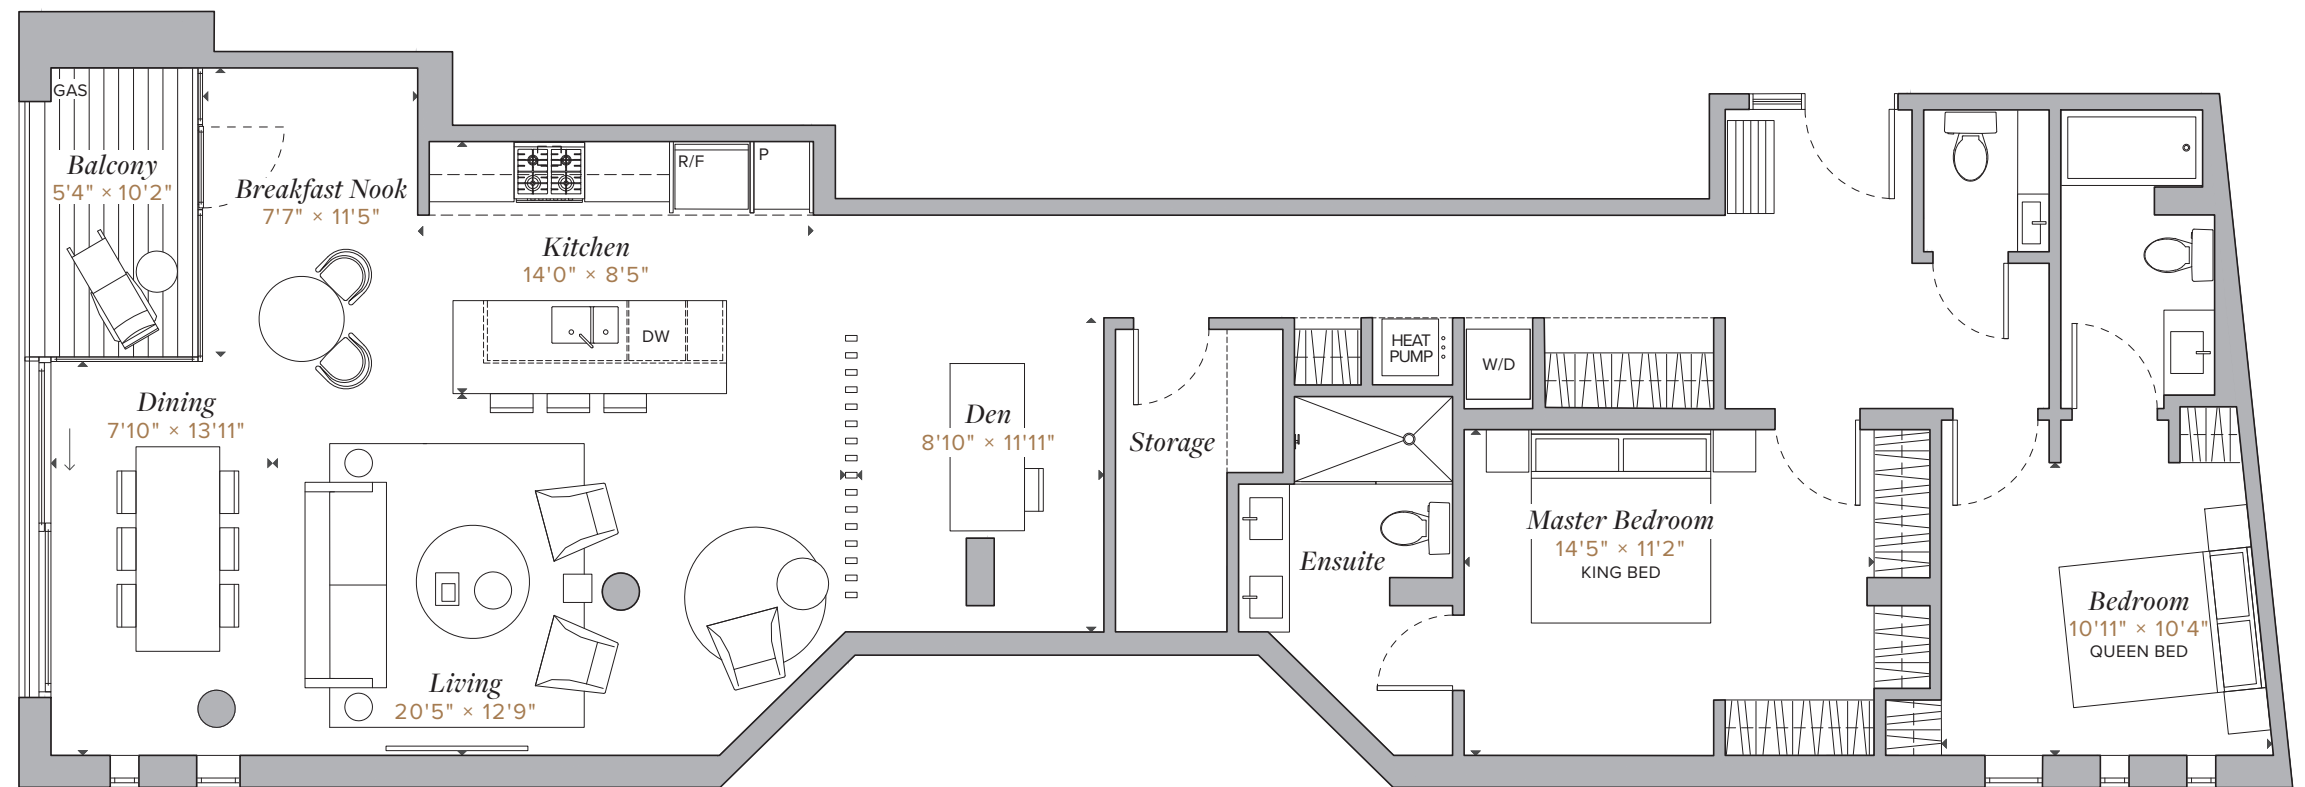 GAS
Balcony
5'4" × 10'2"
Breakfast Nook
7'7" × 11'5"
R/F
P
Kitchen
14'0" × 8'5"
DW
Dining
7'10" × 13'11"
Living
20'5" × 12'9"
Den
8'10" × 11'11"
Storage
HEAT
PUMP
W/D
Ensuite
Master Bedroom
14'5" × 11'2"
KING BED
Bedroom
10'11" × 10'4"
QUEEN BED